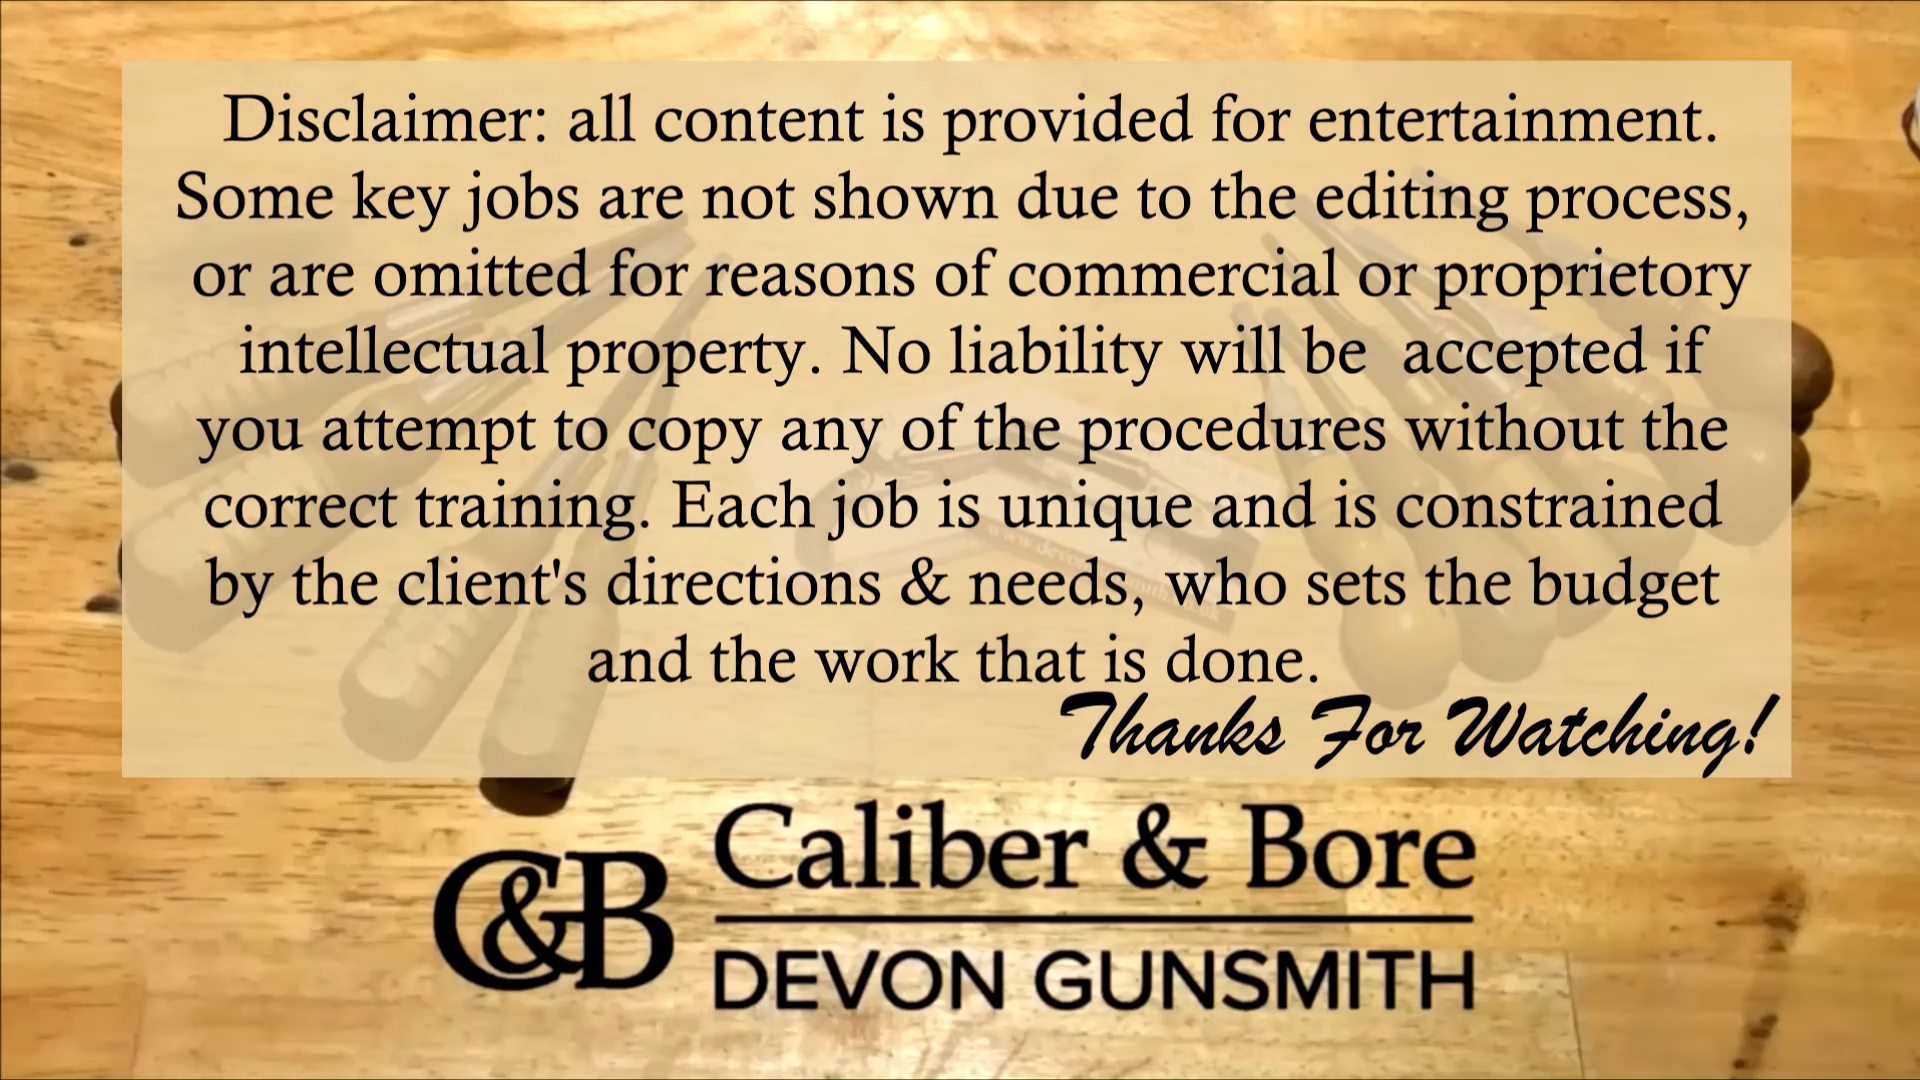 Disclaimer: all content is provided for entertainment.
Some key jobs are not shown due to the editing process,
or are omitted for reasons of commercial or proprietory
intellectual property. No liability will be  accepted if
you attempt to copy any of the procedures without the
correct training. Each job is unique and is constrained
by the client's directions & needs, who sets the budget
and the work that is done.
Thanks For Watching!
C&B
Caliber & Bore
DEVON GUNSMITH